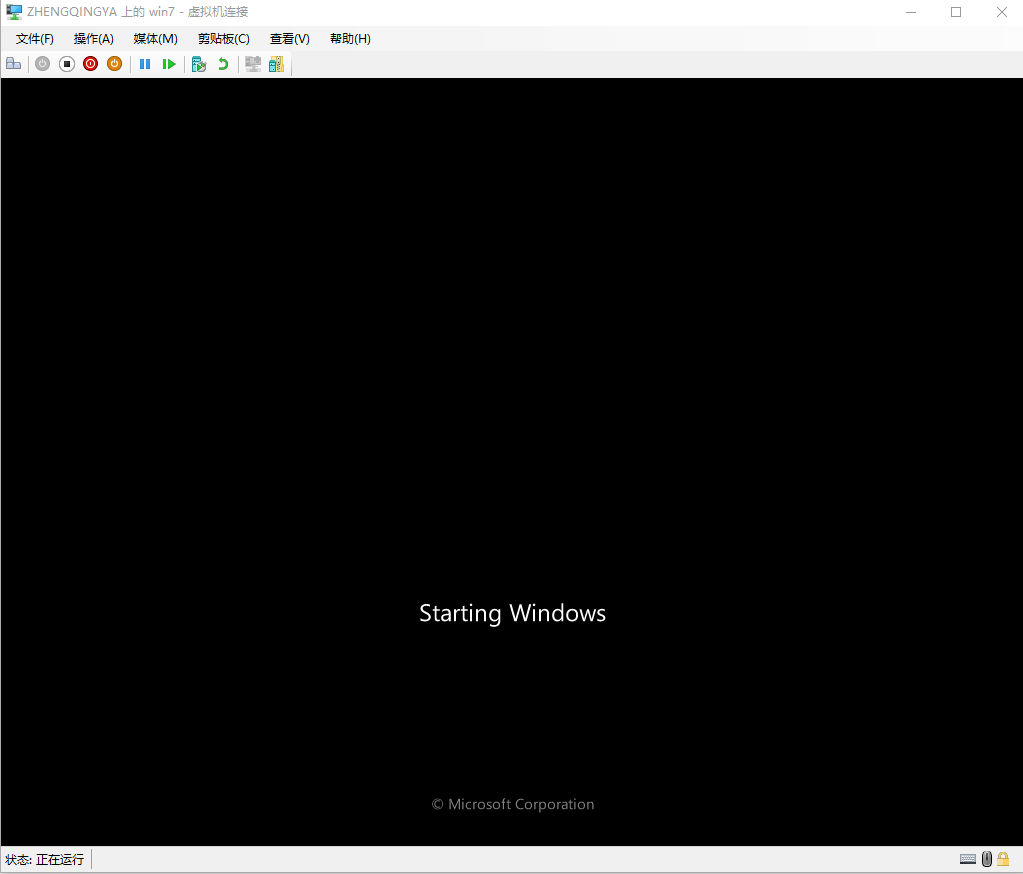 ZHENGQINGYA 上的 win7 - 虚拟机连接
文件(F) 操作(A) 媒体(M) 剪贴板(C) 查看(V) 帮助(H)
Starting Windows
© Microsoft Corporation
状态: 正在运行